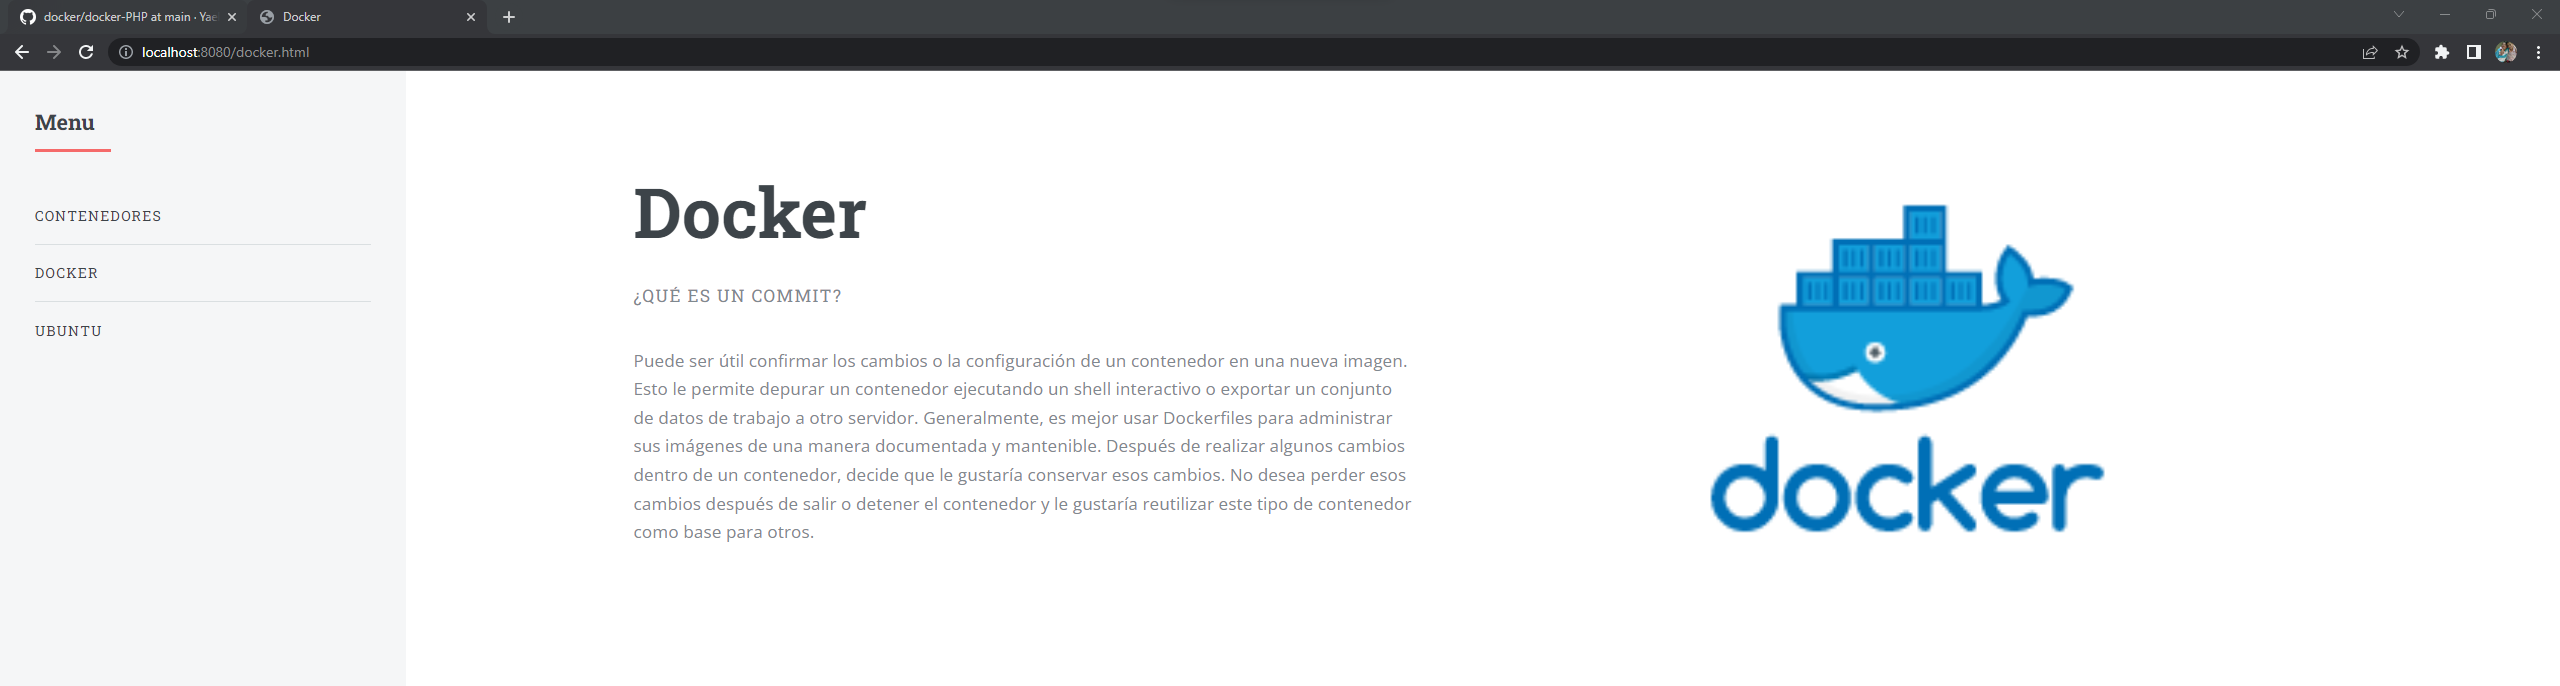 docker/docker-PHP at main · Yae
Docker
localhost:8080/docker.html
Menu
CONTENEDORES
DOCKER
UBUNTU
Docker
¿QUÉ ES UN COMMIT?
Puede ser útil confirmar los cambios o la configuración de un contenedor en una nueva imagen.
Esto le permite depurar un contenedor ejecutando un shell interactivo o exportar un conjunto
de datos de trabajo a otro servidor. Generalmente, es mejor usar Dockerfiles para administrar
sus imágenes de una manera documentada y mantenible. Después de realizar algunos cambios
dentro de un contenedor, decide que le gustaría conservar esos cambios. No desea perder esos
cambios después de salir o detener el contenedor y le gustaría reutilizar este tipo de contenedor
como base para otros.
docker